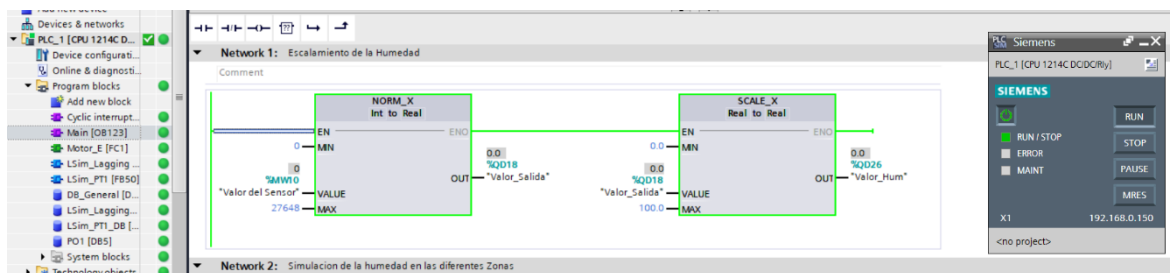 Devices & networks
PLC_1 [CPU 1214C D...
Device configurati...
Online & diagnosti...
Program blocks
Add new block
Cyclic interrupt...
Main [OB123]
Motor_E [FC1]
LSim_Lagging ...
LSim_PT1 [FB50]
DB_General [D...
LSim_Lagging...
LSim_PT1_DB [...
PO1 [DB5]
System blocks
Technology objects
??
Network 1: Escalamiento de la Humedad
Comment
NORM_X
Int to Real
EN
ENO
0
MIN
0
%MW10
"Valor del Sensor"
VALUE
27648
MAX
0.0
%QD18
OUT
"Valor_Salida"
SCALE_X
Real to Real
EN
ENO
0.0
MIN
0.0
%QD18
"Valor_Salida"
VALUE
100.0
MAX
0.0
%QD26
OUT
"Valor_Hum"
Network 2: Simulacion de la humedad en las diferentes Zonas
Siemens
PLC_1 [CPU 1214C DC/DC/Rly]
SIEMENS
RUN
RUN / STOP
STOP
ERROR
MAINT
PAUSE
MRES
X1
192.168.0.150
<no project>